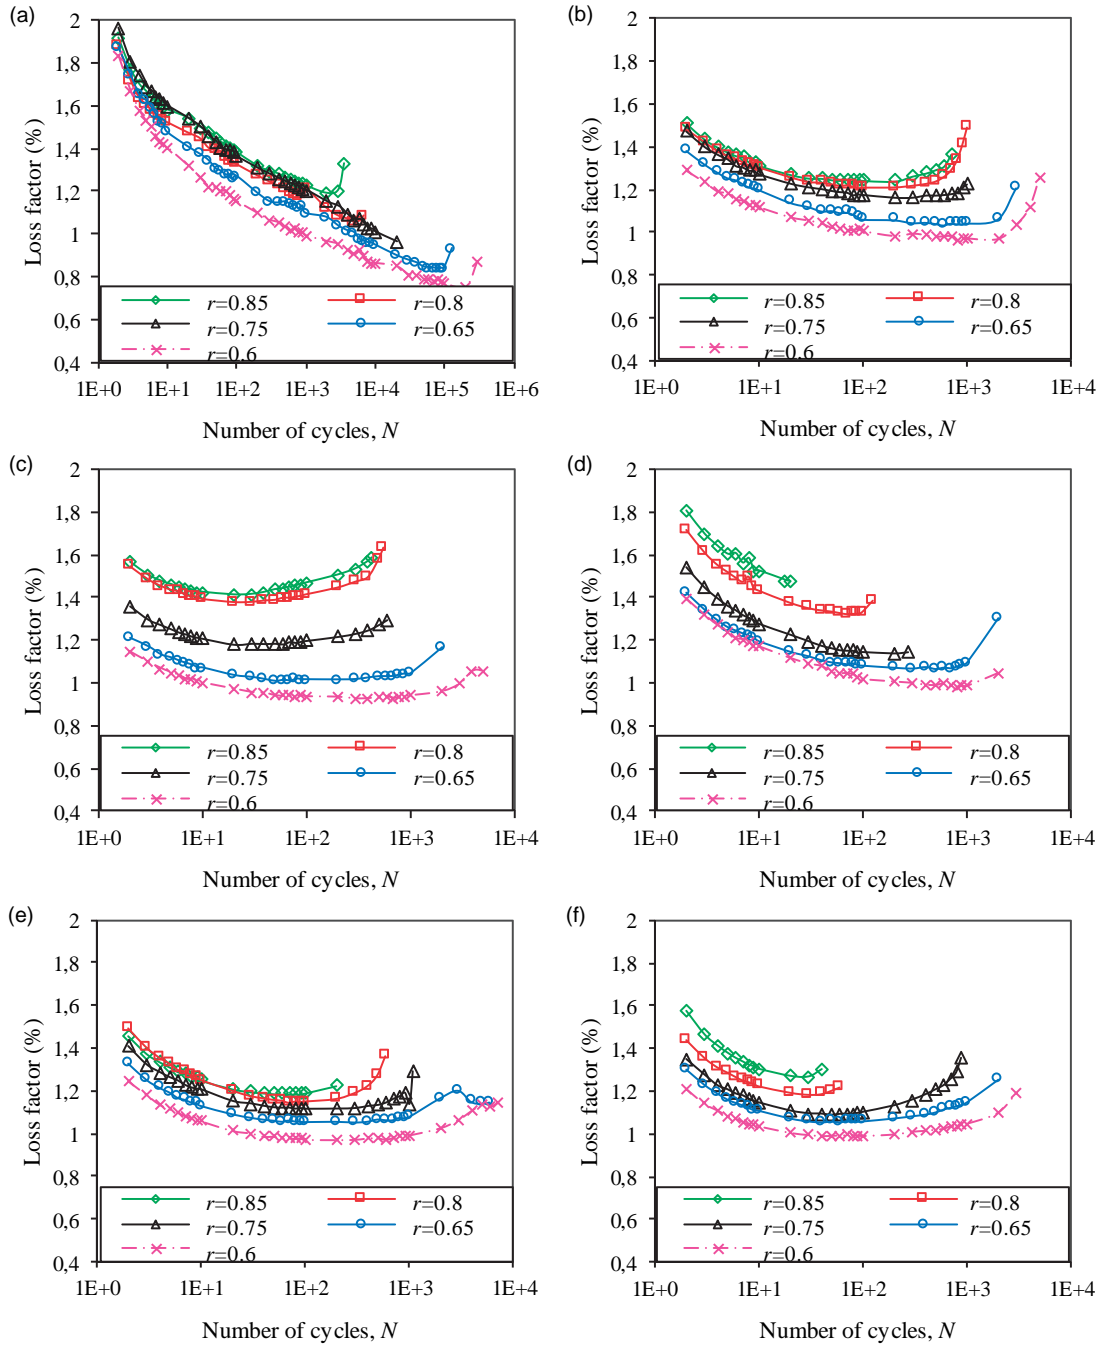 (a)
Loss factor (%)
2
1,8
1,6
1,4
1,2
1
0,8
0,6
0,4
r=0.85
r=0.8
r=0.75
r=0.65
r=0.6
1E+0
1E+1
1E+2
1E+3
1E+4
1E+5
1E+6
Number of cycles, N
(b)
Loss factor (%)
2
1,8
1,6
1,4
1,2
1
0,8
0,6
0,4
r=0.85
r=0.8
r=0.75
r=0.65
r=0.6
1E+0
1E+1
1E+2
1E+3
1E+4
Number of cycles, N
(c)
Loss factor (%)
2
1,8
1,6
1,4
1,2
1
0,8
0,6
0,4
r=0.85
r=0.8
r=0.75
r=0.65
r=0.6
1E+0
1E+1
1E+2
1E+3
1E+4
Number of cycles, N
(d)
Loss factor (%)
2
1,8
1,6
1,4
1,2
1
0,8
0,6
0,4
r=0.85
r=0.8
r=0.75
r=0.65
r=0.6
1E+0
1E+1
1E+2
1E+3
1E+4
Number of cycles, N
(e)
Loss factor (%)
2
1,8
1,6
1,4
1,2
1
0,8
0,6
0,4
r=0.85
r=0.8
r=0.75
r=0.65
r=0.6
1E+0
1E+1
1E+2
1E+3
1E+4
Number of cycles, N
(f)
Loss factor (%)
2
1,8
1,6
1,4
1,2
1
0,8
0,6
0,4
r=0.85
r=0.8
r=0.75
r=0.65
r=0.6
1E+0
1E+1
1E+2
1E+3
1E+4
Number of cycles, N